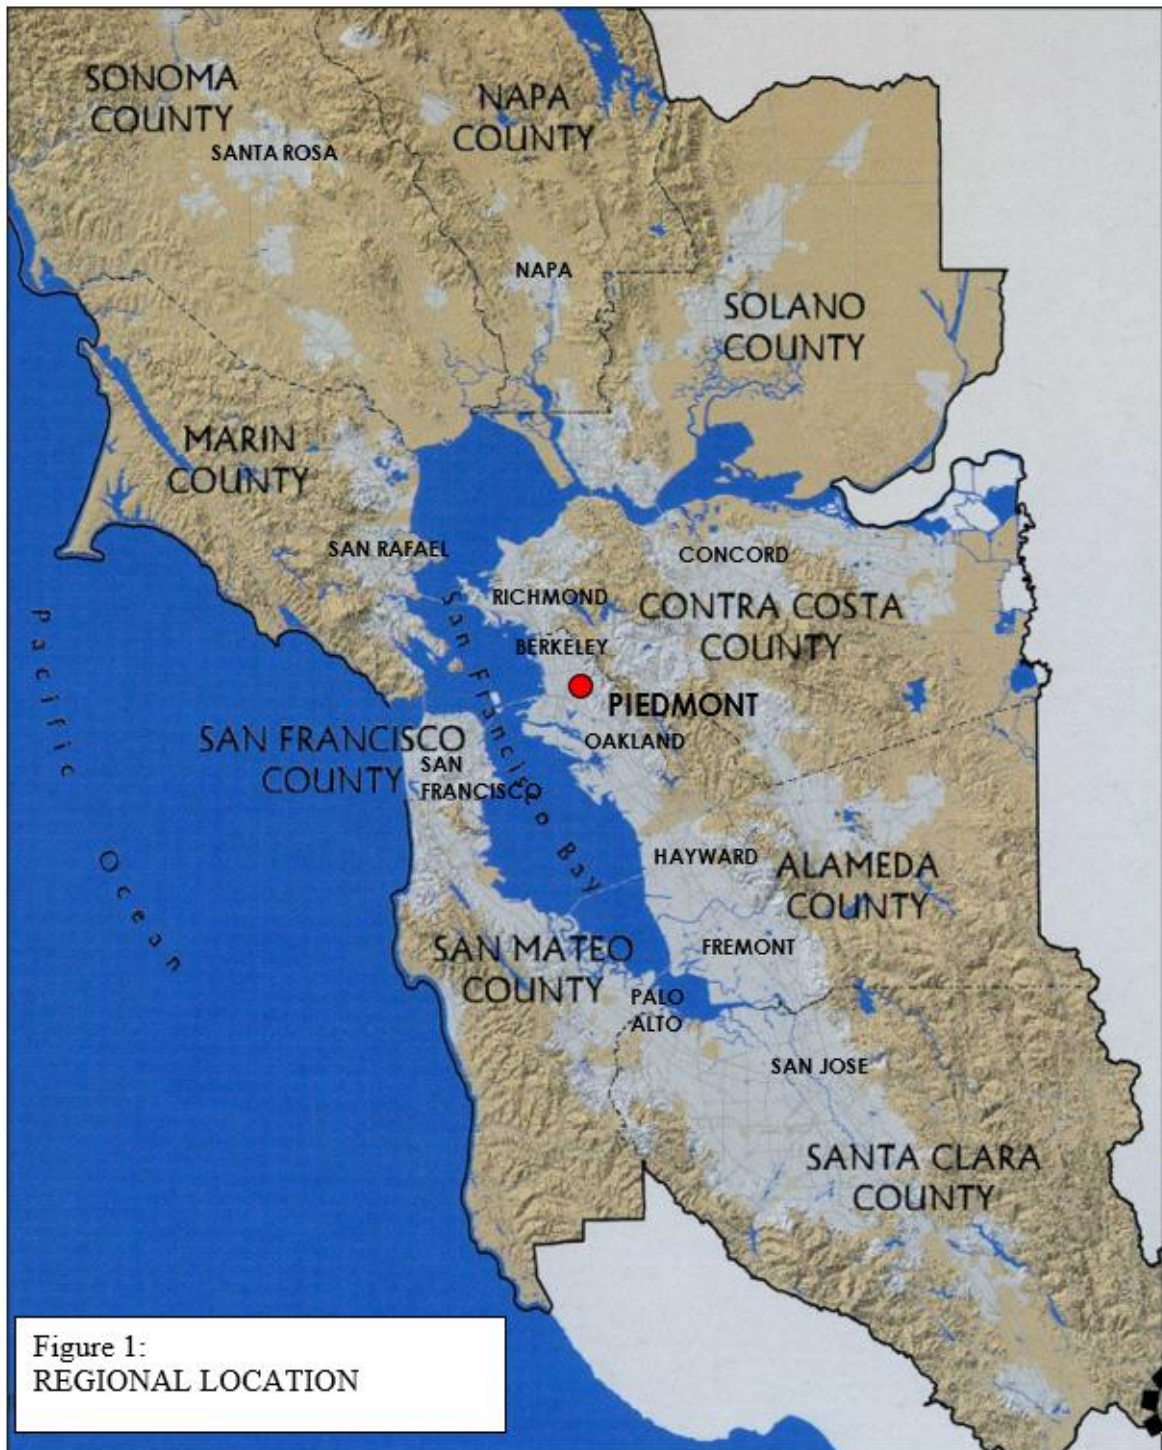 SONOMA
COUNTY
NAPA
COUNTY
SANTA ROSA
NAPA
SOLANO
COUNTY
MARIN
COUNTY
SAN RAFAEL
CONCORD
RICHMOND
CONTRA COSTA
COUNTY
BERKELEY
PIEDMONT
OAKLAND
SAN FRANCISCO
COUNTY
SAN
FRANCISCO
San Francisco Bay
Pacific
Ocean
HAYWARD
ALAMEDA
COUNTY
FREMONT
SAN MATEO
COUNTY
PALO
ALTO
SAN JOSE
SANTA CLARA
COUNTY
Figure 1:
REGIONAL LOCATION